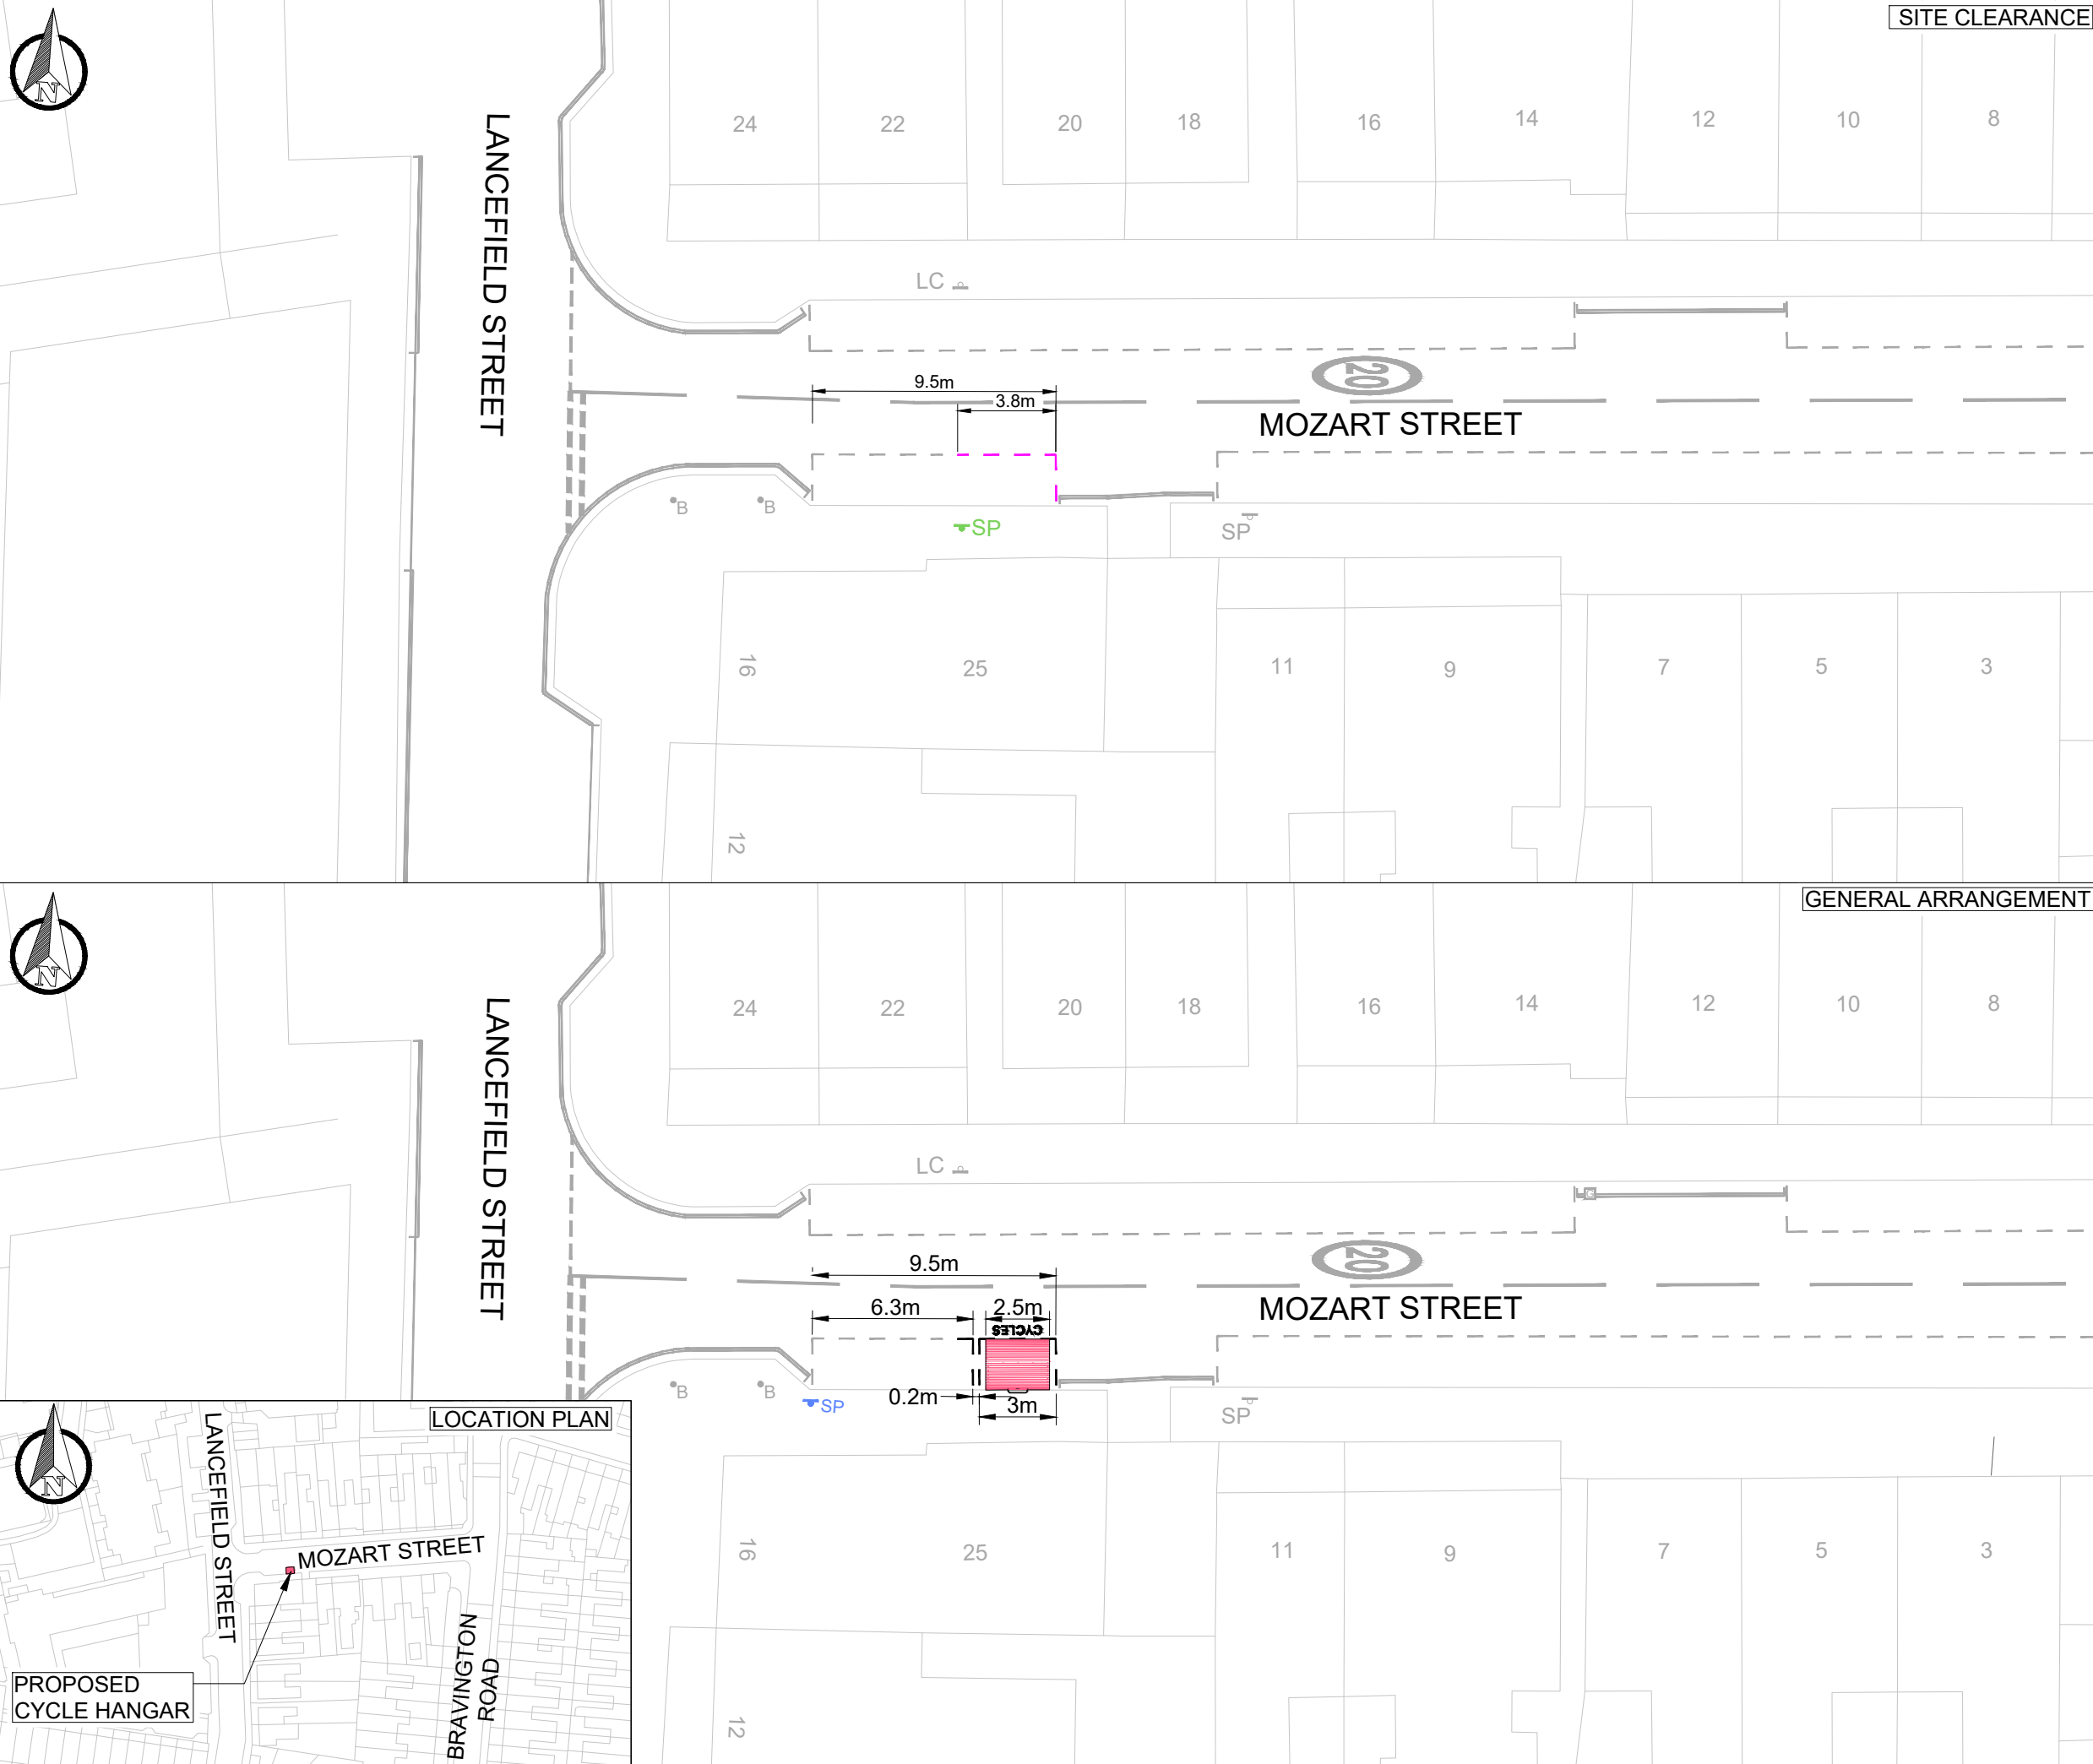 SITE CLEARANCE
N
LANCEFIELD STREET
24
22
20
18
16
14
12
10
8
LC
20
9.5m
3.8m
MOZART STREET
B
B
SP
SP
16
25
11
9
7
5
3
12
GENERAL ARRANGEMENT
N
LANCEFIELD STREET
24
22
20
18
16
14
12
10
8
LC
G
20
9.5m
6.3m
2.5m
MOZART STREET
CYCLES
B
B
SP
0.2m
3m
SP
16
25
11
9
7
5
3
12
LOCATION PLAN
N
LANCEFIELD STREET
MOZART STREET
BRAVINGTON
ROAD
PROPOSED
CYCLE HANGAR